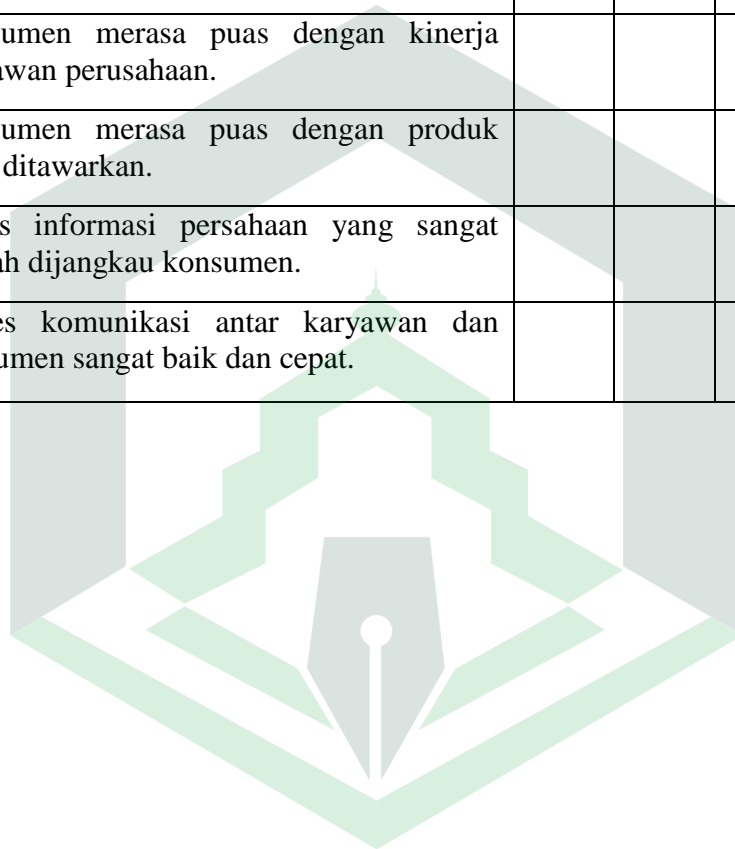 umen merasa puas dengan kinerja
wan perusahaan.
umen merasa puas dengan produk
ditawarkan.
s informasi persahaan yang sangat
ah dijangkau konsumen.
es komunikasi antar karyawan dan
umen sangat baik dan cepat.